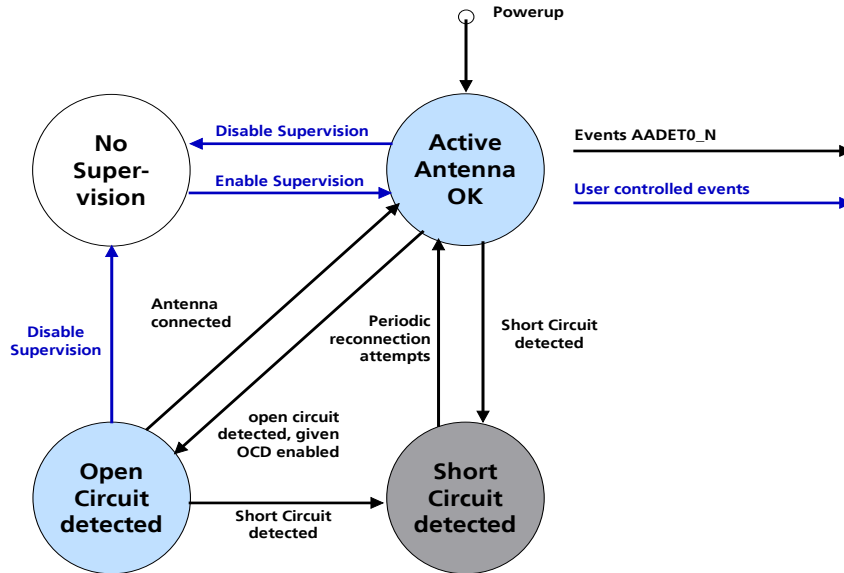 Powerup
No
Super-
vision
Disable Supervision
Enable Supervision
Active
Antenna
OK
Events AADET0_N
User controlled events
Antenna
connected
Disable
Supervision
Periodic
reconnection
attempts
Short Circuit
detected
open circuit
detected, given
OCD enabled
Open
Circuit
detected
Short Circuit
detected
Short
Circuit
detected